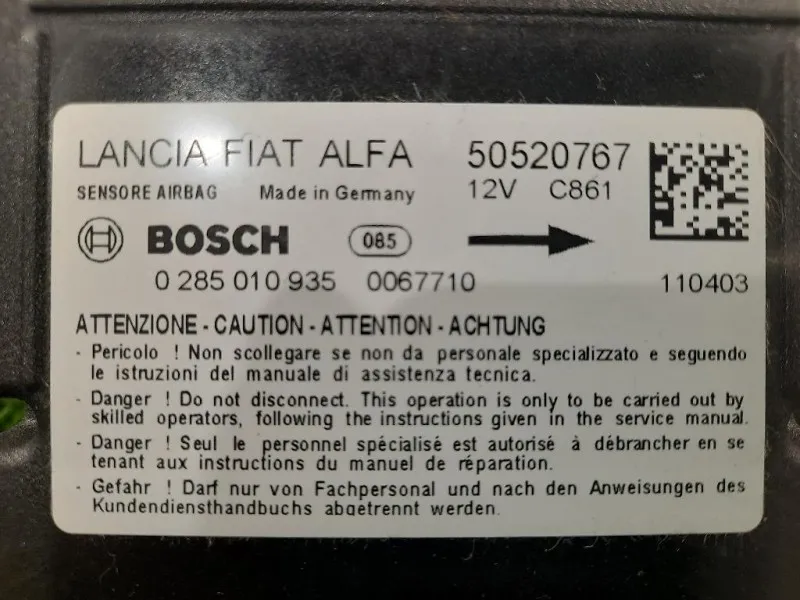 LANCIA FIAT ALFA 50520767
SENSORE AIRBAG Made in Germany 12V C861
BOSCH 085
0 285 010 935 0067710 110403
ATTENZIONE - CAUTION - ATTENTION - ACHTUNG
- Pericolo ! Non scollegare se non da personale specializzato e seguendo
le istruzioni del manuale di assistenza tecnica.
- Danger ! Do not disconnect. This operation is only to be carried out by
skilled operators, following the instructions given in the service manual.
- Danger ! Seul le personnel spécialisé est autorisé à débrancher en se
tenant aux instructions du manuel de réparation.
- Gefahr ! Darf nur von Fachpersonal und nach den Anweisungen des
Kundendiensthandbuchs abgetrennt werden.